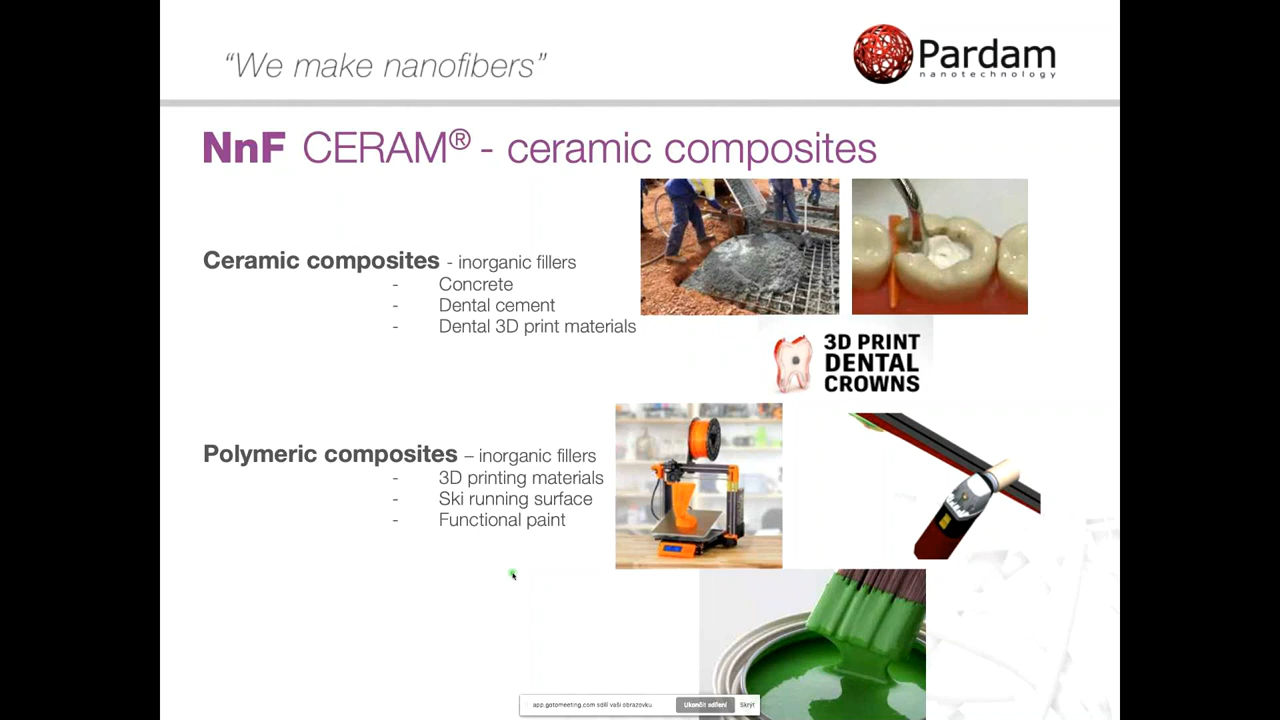 “We make nanofibers”
Pardam
nanotechnology
NnF CERAM® - ceramic composites
Ceramic composites - inorganic fillers
- Concrete
- Dental cement
- Dental 3D print materials
3D PRINT
DENTAL
CROWNS
Polymeric composites – inorganic fillers
- 3D printing materials
- Ski running surface
- Functional paint
app.gotomeeting.com sdílí vaši obrazovku
Ukončit sdílení
Skrýt